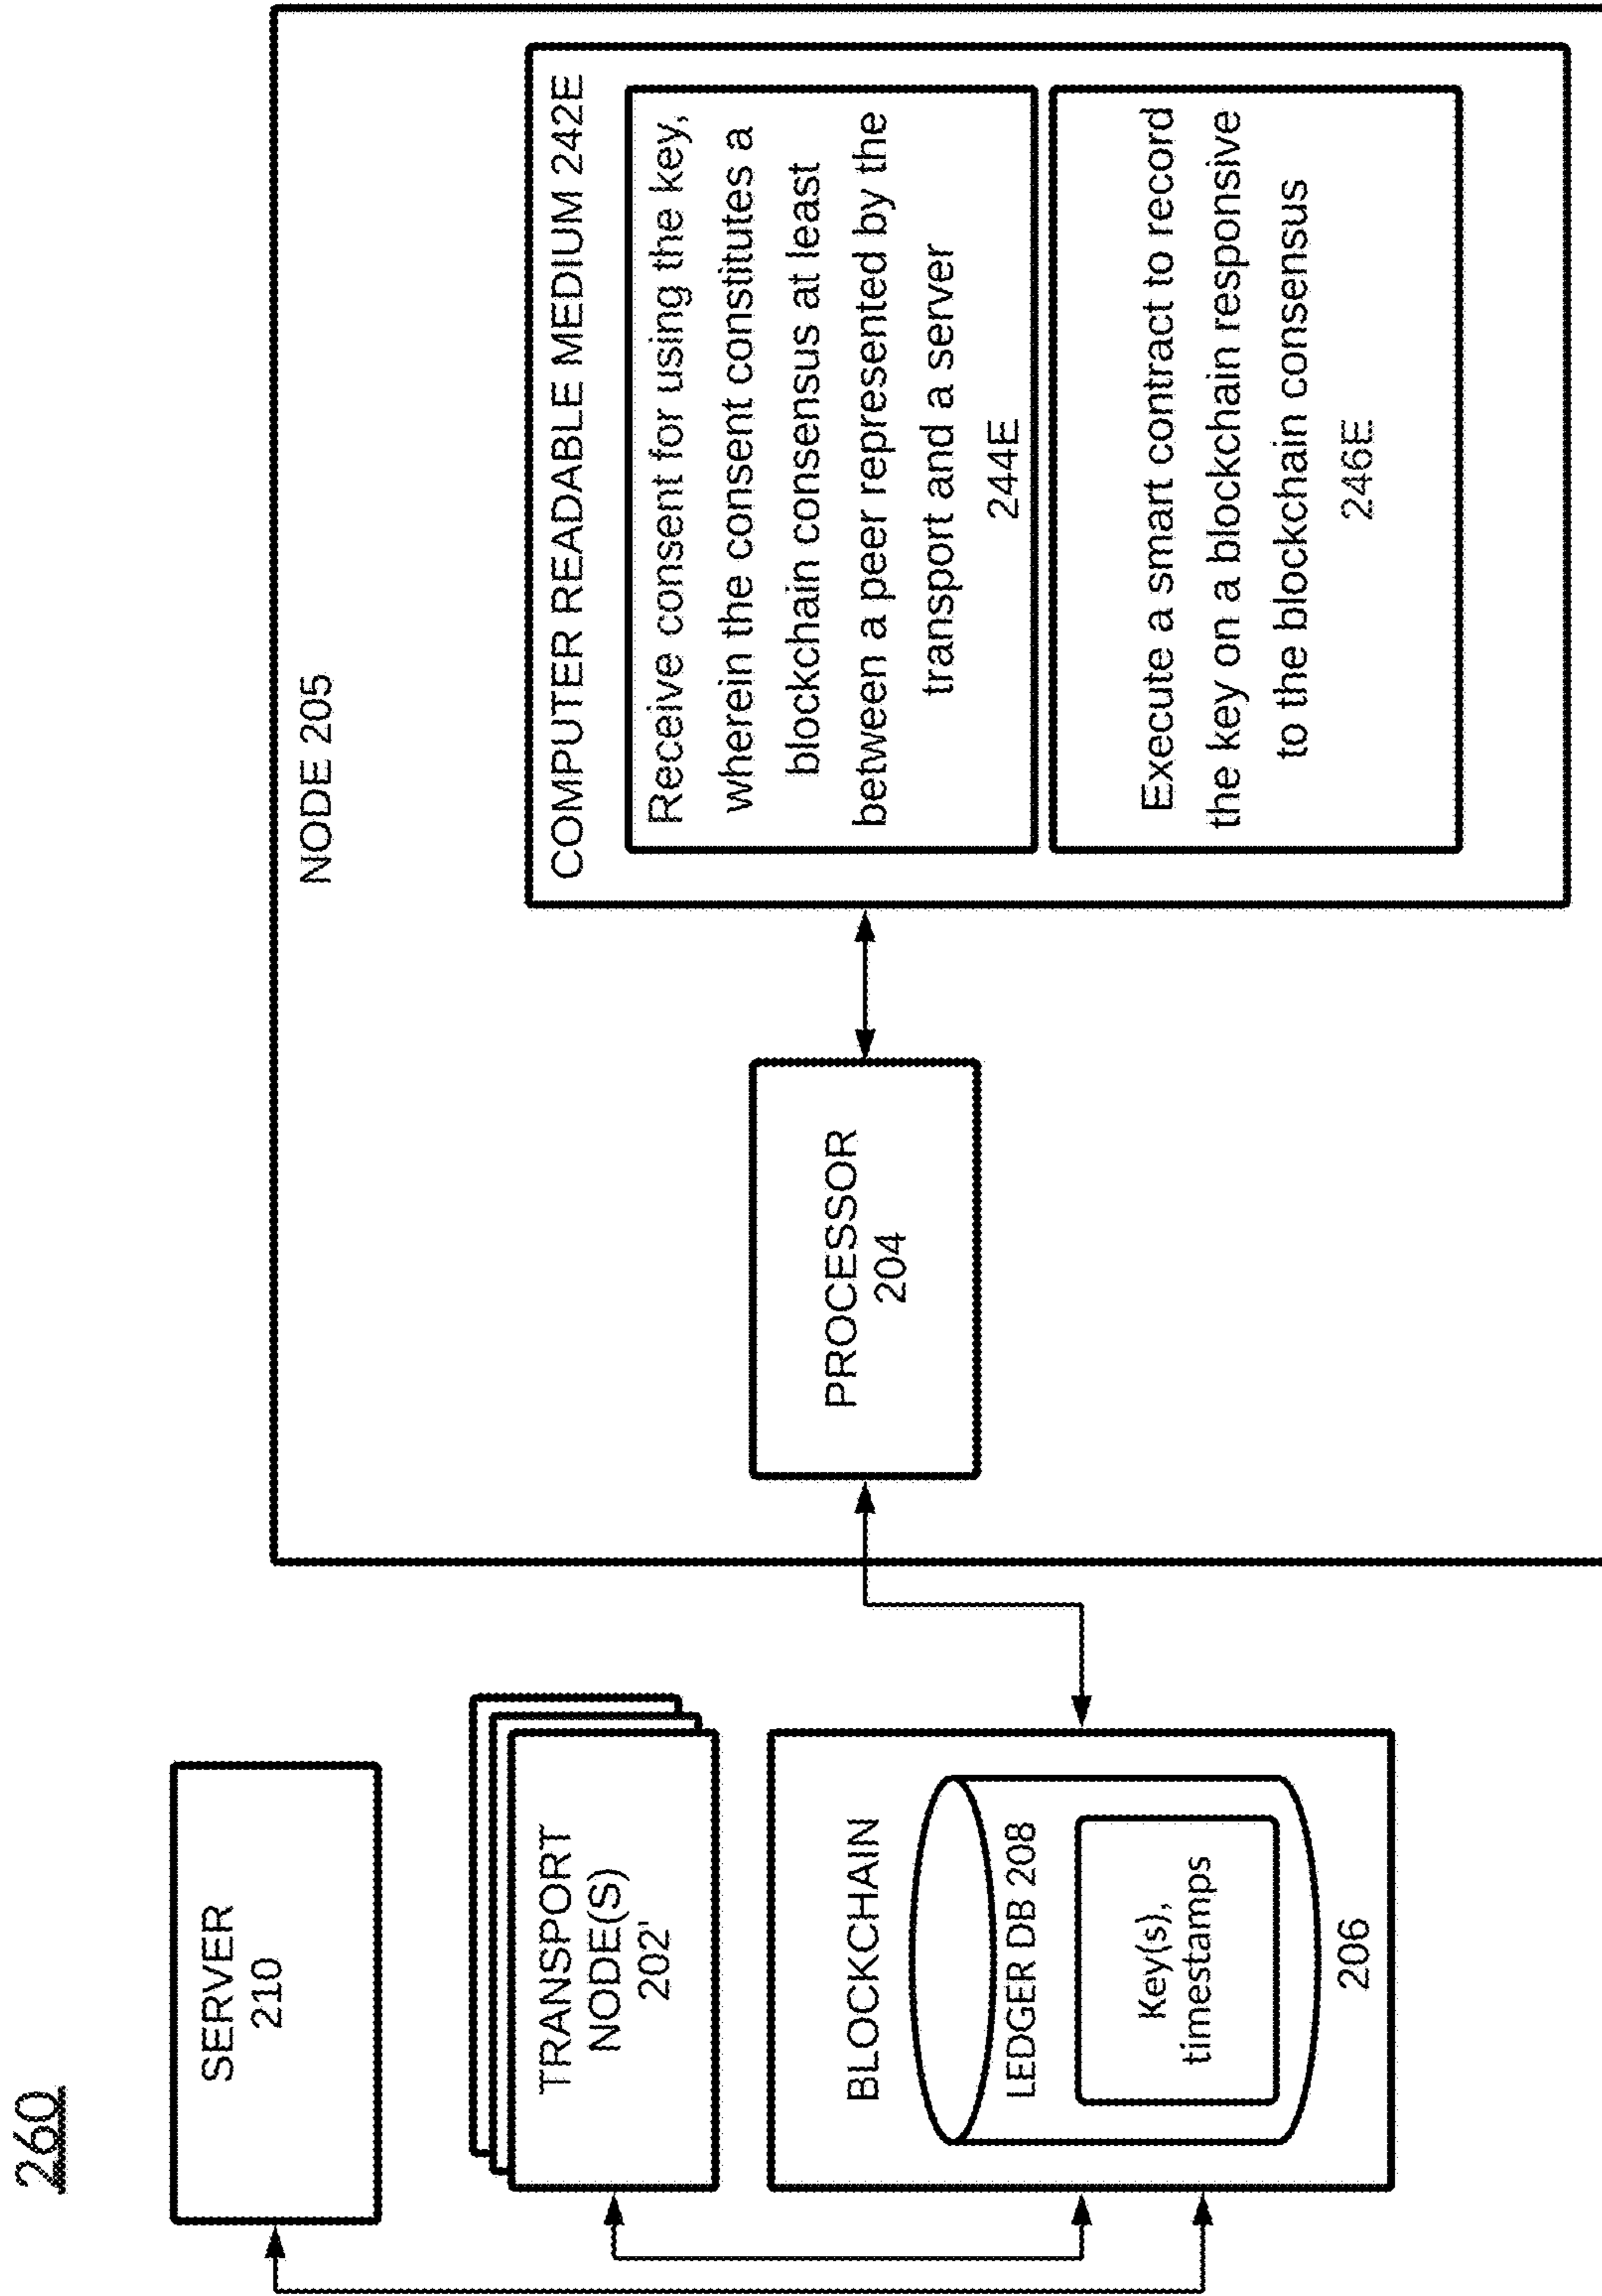 260
SERVER
210
TRANSPORT
NODE(S)
202'
BLOCKCHAIN
LEDGER DB 208
Key(s),
timestamps
206
NODE 205
PROCESSOR
204
COMPUTER READABLE MEDIUM 242E
Receive consent for using the key,
wherein the consent constitutes a
blockchain consensus at least
between a peer represented by the
transport and a server
244E
Execute a smart contract to record
the key on a blockchain responsive
to the blockchain consensus
246E